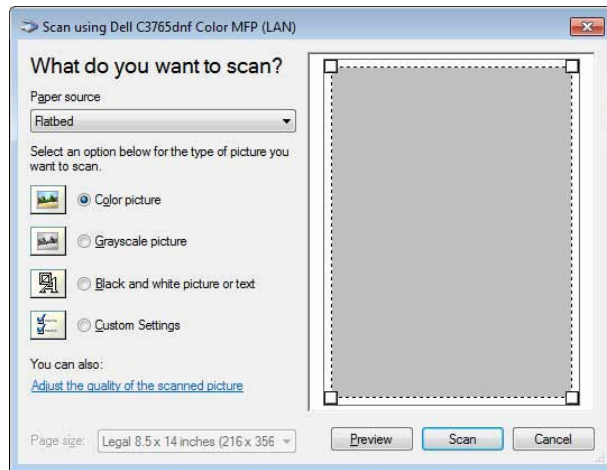 Scan using Dell C3765dnf Color MFP (LAN)
What do you want to scan?
Paper source
Flatbed
Select an option below for the type of picture you
want to scan.
Color picture
Grayscale picture
Black and white picture or text
Custom Settings
You can also:
Adjust the quality of the scanned picture
Page size: Legal 8.5 x 14 inches (216 x 356
Preview Scan Cancel